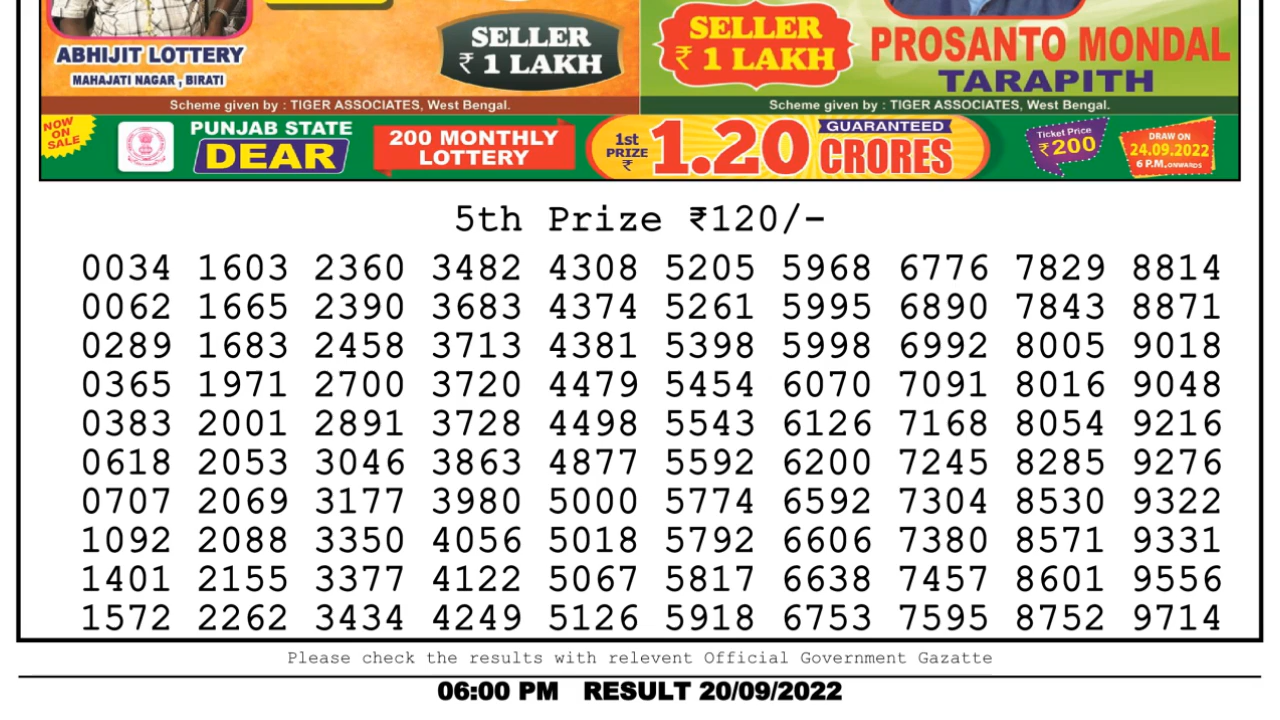 SELLER
₹ 1 LAKH
ABHIJIT LOTTERY
MAHAJATI NAGAR , BIRATI
SELLER
₹ 1 LAKH
PROSANTO MONDAL
TARAPITH
Scheme given by : TIGER ASSOCIATES, West Bengal.
Scheme given by : TIGER ASSOCIATES, West Bengal.
NOW
ON
SALE
PUNJAB STATE
DEAR
200 MONTHLY
LOTTERY
1st
PRIZE
₹
1.20
GUARANTEED
CRORES
Ticket Price
₹200
DRAW ON
24.09.2022
6 P.M. ONWARDS
5th Prize ₹120/-
0034 1603 2360 3482 4308 5205 5968 6776 7829 8814
0062 1665 2390 3683 4374 5261 5995 6890 7843 8871
0289 1683 2458 3713 4381 5398 5998 6992 8005 9018
0365 1971 2700 3720 4479 5454 6070 7091 8016 9048
0383 2001 2891 3728 4498 5543 6126 7168 8054 9216
0618 2053 3046 3863 4877 5592 6200 7245 8285 9276
0707 2069 3177 3980 5000 5774 6592 7304 8530 9322
1092 2088 3350 4056 5018 5792 6606 7380 8571 9331
1401 2155 3377 4122 5067 5817 6638 7457 8601 9556
1572 2262 3434 4249 5126 5918 6753 7595 8752 9714
Please check the results with relevent Official Government Gazatte
06:00 PM RESULT 20/09/2022